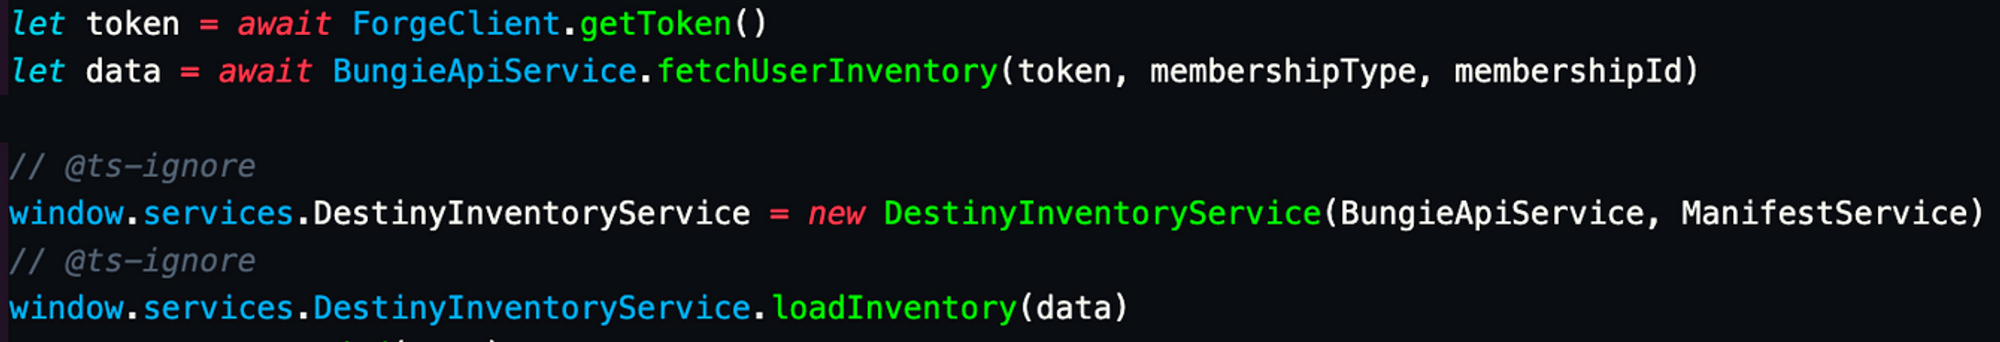 let token = await ForgeClient.getToken()
let data = await BungieApiService.fetchUserInventory(token, membershipType, membershipId)
// @ts-ignore
window.services.DestinyInventoryService = new DestinyInventoryService(BungieApiService, ManifestService)
// @ts-ignore
window.services.DestinyInventoryService.loadInventory(data)